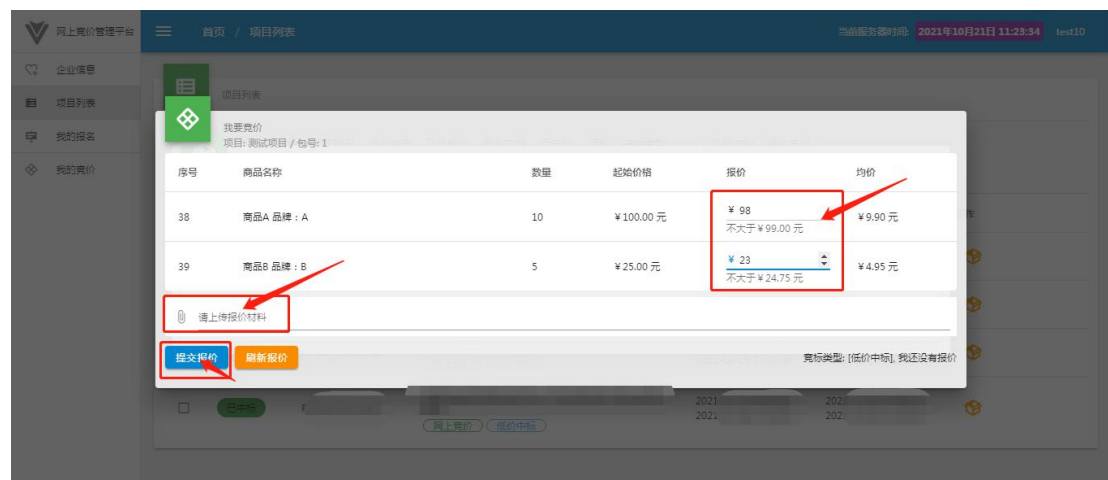 网上竞价管理平台
首页 / 项目列表
当前服务器时间: 2021年10月21日 11:23:34 test10
企业信息
项目列表
我的报名
我的竞价
项目列表
我要竞价
项目: 测试项目 / 包号: 1
序号 商品名称 数量 起始价格 报价 均价
38 商品A 品牌：A 10 ¥100.00 元 ¥ 98 ¥9.90 元
不大于¥99.00 元
39 商品B 品牌：B 5 ¥25.00 元 ¥ 23 ¥4.95 元
不大于¥24.75 元
请上传报价材料
提交报价 刷新报价 竞标类型: [低价中标], 我还没有报价
已中标
2021 202
2021 202
网上竞价 低价中标